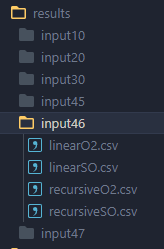 results
input10
input20
input30
input45
input46
linearO2.csv
linearSO.csv
recursiveO2.csv
recursiveSO.csv
input47